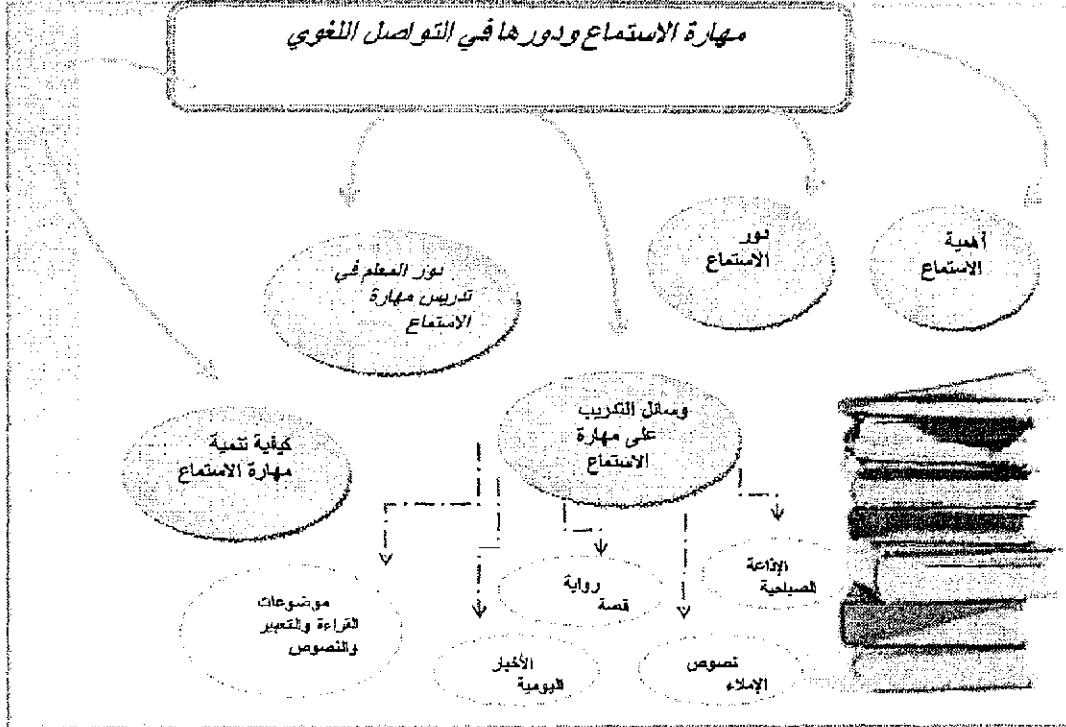 مهارة الاستماع ودورها في التواصل اللغوي
أهمية
الاستماع
دور
الاستماع
دور المعلم في
تدريس مهارة
الاستماع
وسائل التدريب
على مهارة
الاستماع
كيفية تنمية
مهارة الاستماع
الإذاعة
الصباحية
رواية
قصة
موضوعات
القراءة والتعبير
والنصوص
نصوص
الإملاء
الأخبار
اليومية